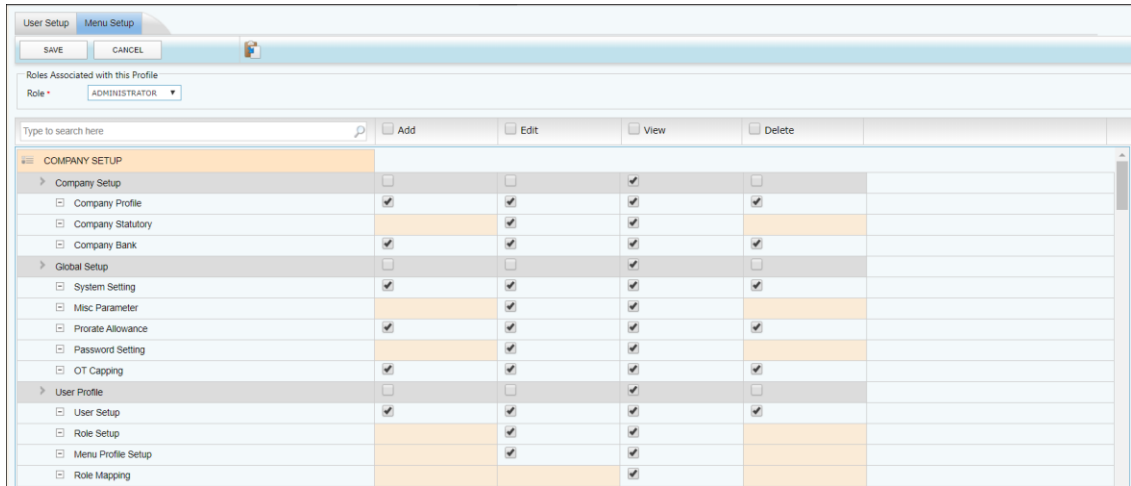 User Setup Menu Setup
SAVE CANCEL
Roles Associated with this Profile
Role * ADMINISTRATOR
Type to search here Add Edit View Delete
COMPANY SETUP
Company Setup
Company Profile
Company Statutory
Company Bank
Global Setup
System Setting
Misc Parameter
Prorate Allowance
Password Setting
OT Capping
User Profile
User Setup
Role Setup
Menu Profile Setup
Role Mapping